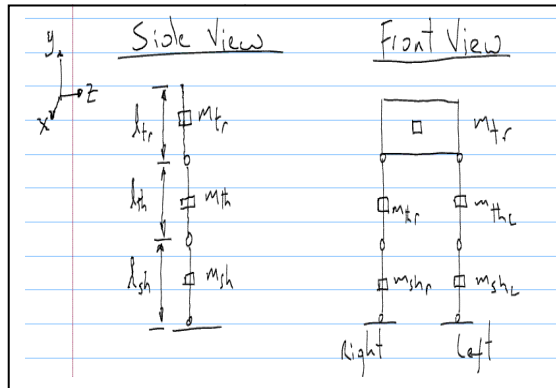 Side View
Front View
y
z
x
l_tr
m_tr
m_tr
l_th
m_th
m_thr
m_thL
l_sh
m_sh
m_shr
m_shL
Right
Left